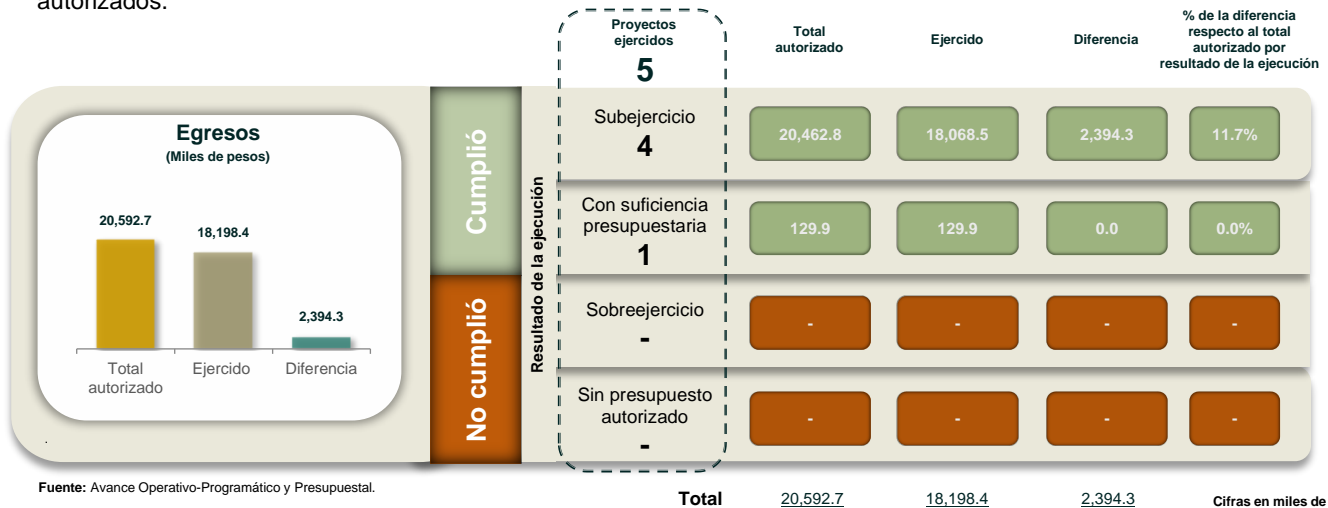 autorizados.
Proyectos
ejercidos
5
Total
autorizado
Ejercido
Diferencia
% de la diferencia
respecto al total
autorizado por
resultado de la ejecución
Egresos
(Miles de pesos)
20,592.7
18,198.4
2,394.3
Total
autorizado
Ejercido
Diferencia
.
Cumplió
No cumplió
Resultado de la ejecución
Subejercicio
4
20,462.8
18,068.5
2,394.3
11.7%
Con suficiencia
presupuestaria
1
129.9
129.9
0.0
0.0%
Sobreejercicio
-
-
-
-
-
Sin presupuesto
autorizado
-
-
-
-
-
Fuente: Avance Operativo-Programático y Presupuestal.
Total
20,592.7
18,198.4
2,394.3
Cifras en miles de